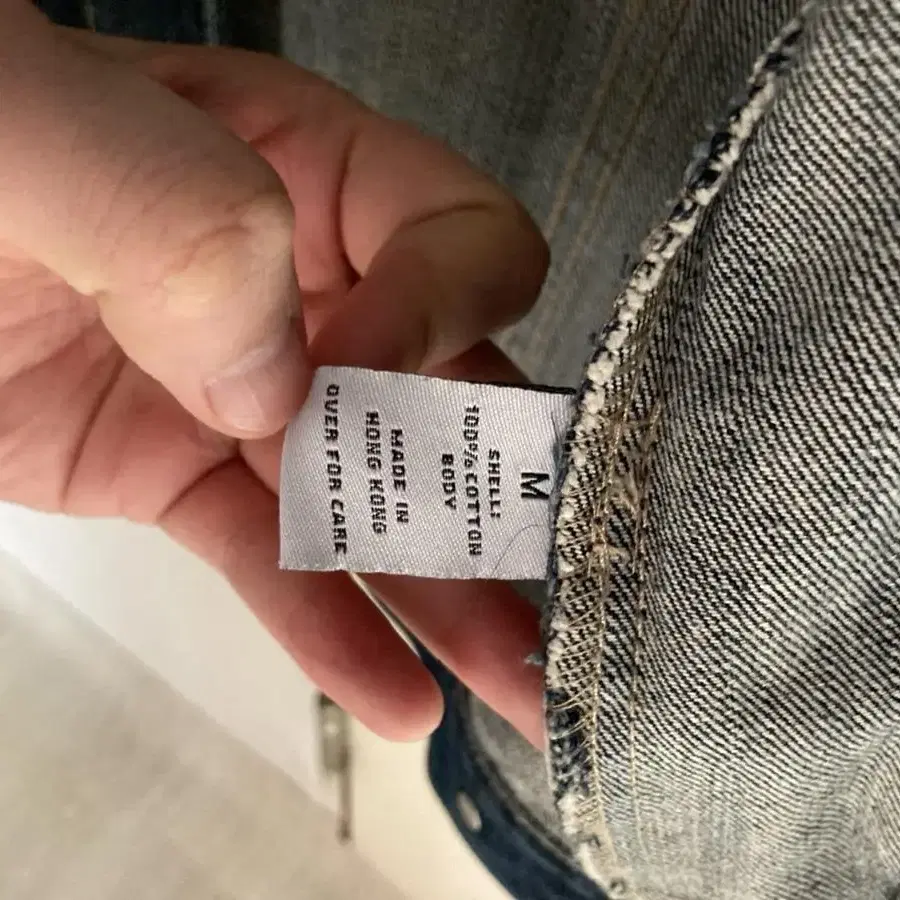 M
SHELL:
100% COTTON
BODY
MADE IN
HONG KONG
OVER FOR CARE